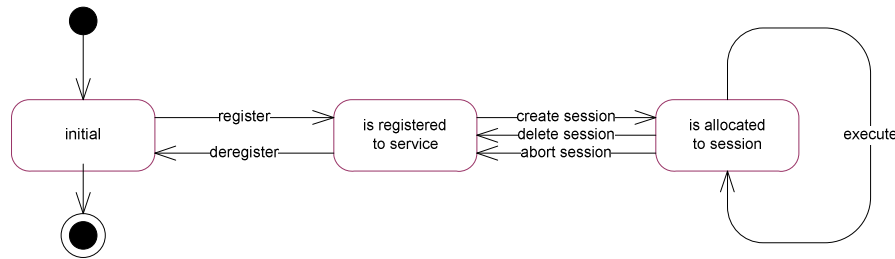 register
create session
initial
is registered
to service
delete session
is allocated
to session
execute
deregister
abort session